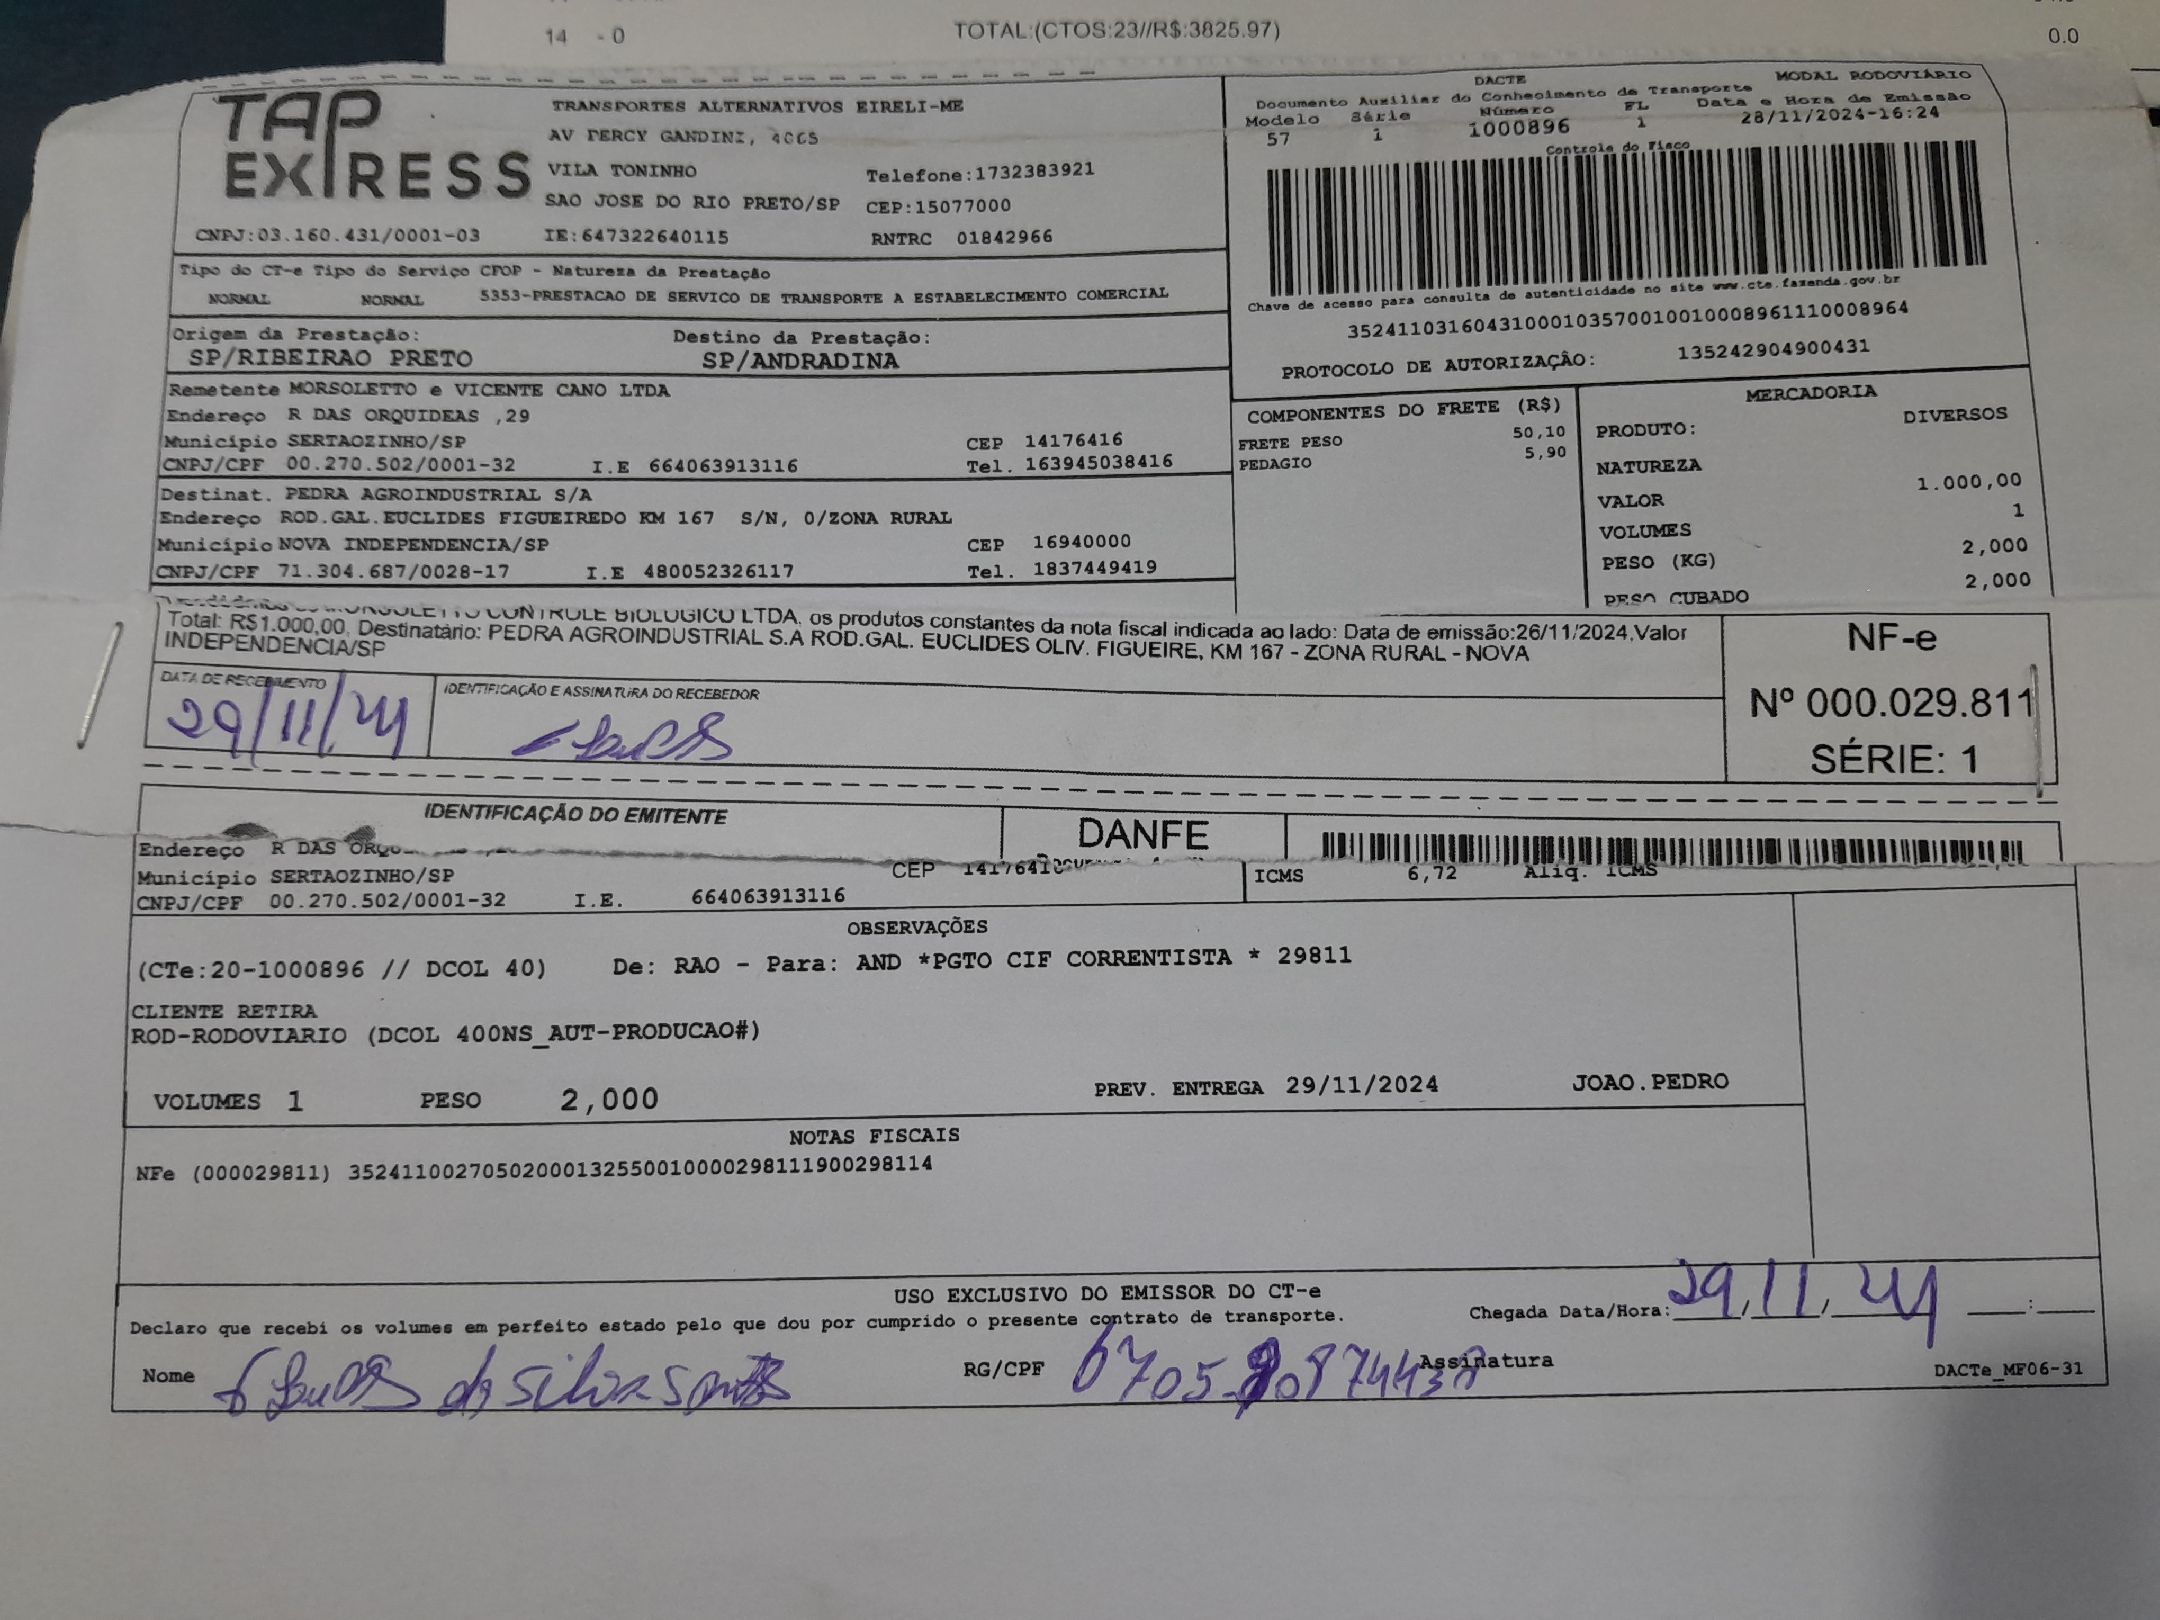 14 - 0 TOTAL:(CTOS:23//R$:3825.97) 0.0
TAP EXPRESS
TRANSPORTES ALTERNATIVOS EIRELI-ME
AV PERCY GANDINI, 4065
VILA TONINHO Telefone:1732383921
SAO JOSE DO RIO PRETO/SP CEP:15077000
CNPJ:03.160.431/0001-03 IE:647322640115 RNTRC 01842966
DACTE MODAL RODOVIÁRIO
Documento Auxiliar do Conhecimento de Transporte
Modelo Série Número FL Data e Hora de Emissão
57 1 1000896 1 28/11/2024-16:24
Controle do Fisco
Chave de acesso para consulta de autenticidade no site www.cte.fazenda.gov.br
35241103160431000103570010010008961110008964
PROTOCOLO DE AUTORIZAÇÃO: 135242904900431
Tipo do CT-e Tipo do Serviço CFOP - Natureza da Prestação
NORMAL NORMAL 5353-PRESTACAO DE SERVICO DE TRANSPORTE A ESTABELECIMENTO COMERCIAL
Origem da Prestação: Destino da Prestação:
SP/RIBEIRAO PRETO SP/ANDRADINA
Remetente MORSOLETTO e VICENTE CANO LTDA
Endereço R DAS ORQUIDEAS ,29
Município SERTAOZINHO/SP CEP 14176416
CNPJ/CPF 00.270.502/0001-32 I.E 664063913116 Tel. 163945038416
Destinat. PEDRA AGROINDUSTRIAL S/A
Endereço ROD.GAL.EUCLIDES FIGUEIREDO KM 167 S/N, 0/ZONA RURAL
Município NOVA INDEPENDENCIA/SP CEP 16940000
CNPJ/CPF 71.304.687/0028-17 I.E 480052326117 Tel. 1837449419
COMPONENTES DO FRETE (R$)
FRETE PESO 50,10
PEDAGIO 5,90
MERCADORIA
PRODUTO: DIVERSOS
NATUREZA
VALOR 1.000,00
VOLUMES 1
PESO (KG) 2,000
PESO CUBADO 2,000
MORSOLETTO CONTROLE BIOLOGICO LTDA, os produtos constantes da nota fiscal indicada ao lado: Data de emissão:26/11/2024,Valor
Total: R$1.000,00, Destinatário: PEDRA AGROINDUSTRIAL S.A ROD.GAL. EUCLIDES OLIV. FIGUEIRE, KM 167 - ZONA RURAL - NOVA
INDEPENDENCIA/SP
DATA DE RECEBIMENTO IDENTIFICAÇÃO E ASSINATURA DO RECEBEDOR
29/11/24
NF-e
Nº 000.029.811
SÉRIE: 1
IDENTIFICAÇÃO DO EMITENTE DANFE
Endereço R DAS
Município SERTAOZINHO/SP CEP
CNPJ/CPF 00.270.502/0001-32 I.E. 664063913116
ICMS 6,72 Aliq. ICMS
OBSERVAÇÕES
(CTe:20-1000896 // DCOL 40) De: RAO - Para: AND *PGTO CIF CORRENTISTA * 29811
CLIENTE RETIRA
ROD-RODOVIARIO (DCOL 400NS_AUT-PRODUCAO#)
VOLUMES 1 PESO 2,000 PREV. ENTREGA 29/11/2024 JOAO.PEDRO
NOTAS FISCAIS
NFe (000029811) 35241100270502000132550010000298111900298114
USO EXCLUSIVO DO EMISSOR DO CT-e
Declaro que recebi os volumes em perfeito estado pelo que dou por cumprido o presente contrato de transporte. Chegada Data/Hora: 29/11/24 __:__
Nome da Silva Santos RG/CPF Assinatura DACTe_MF06-31